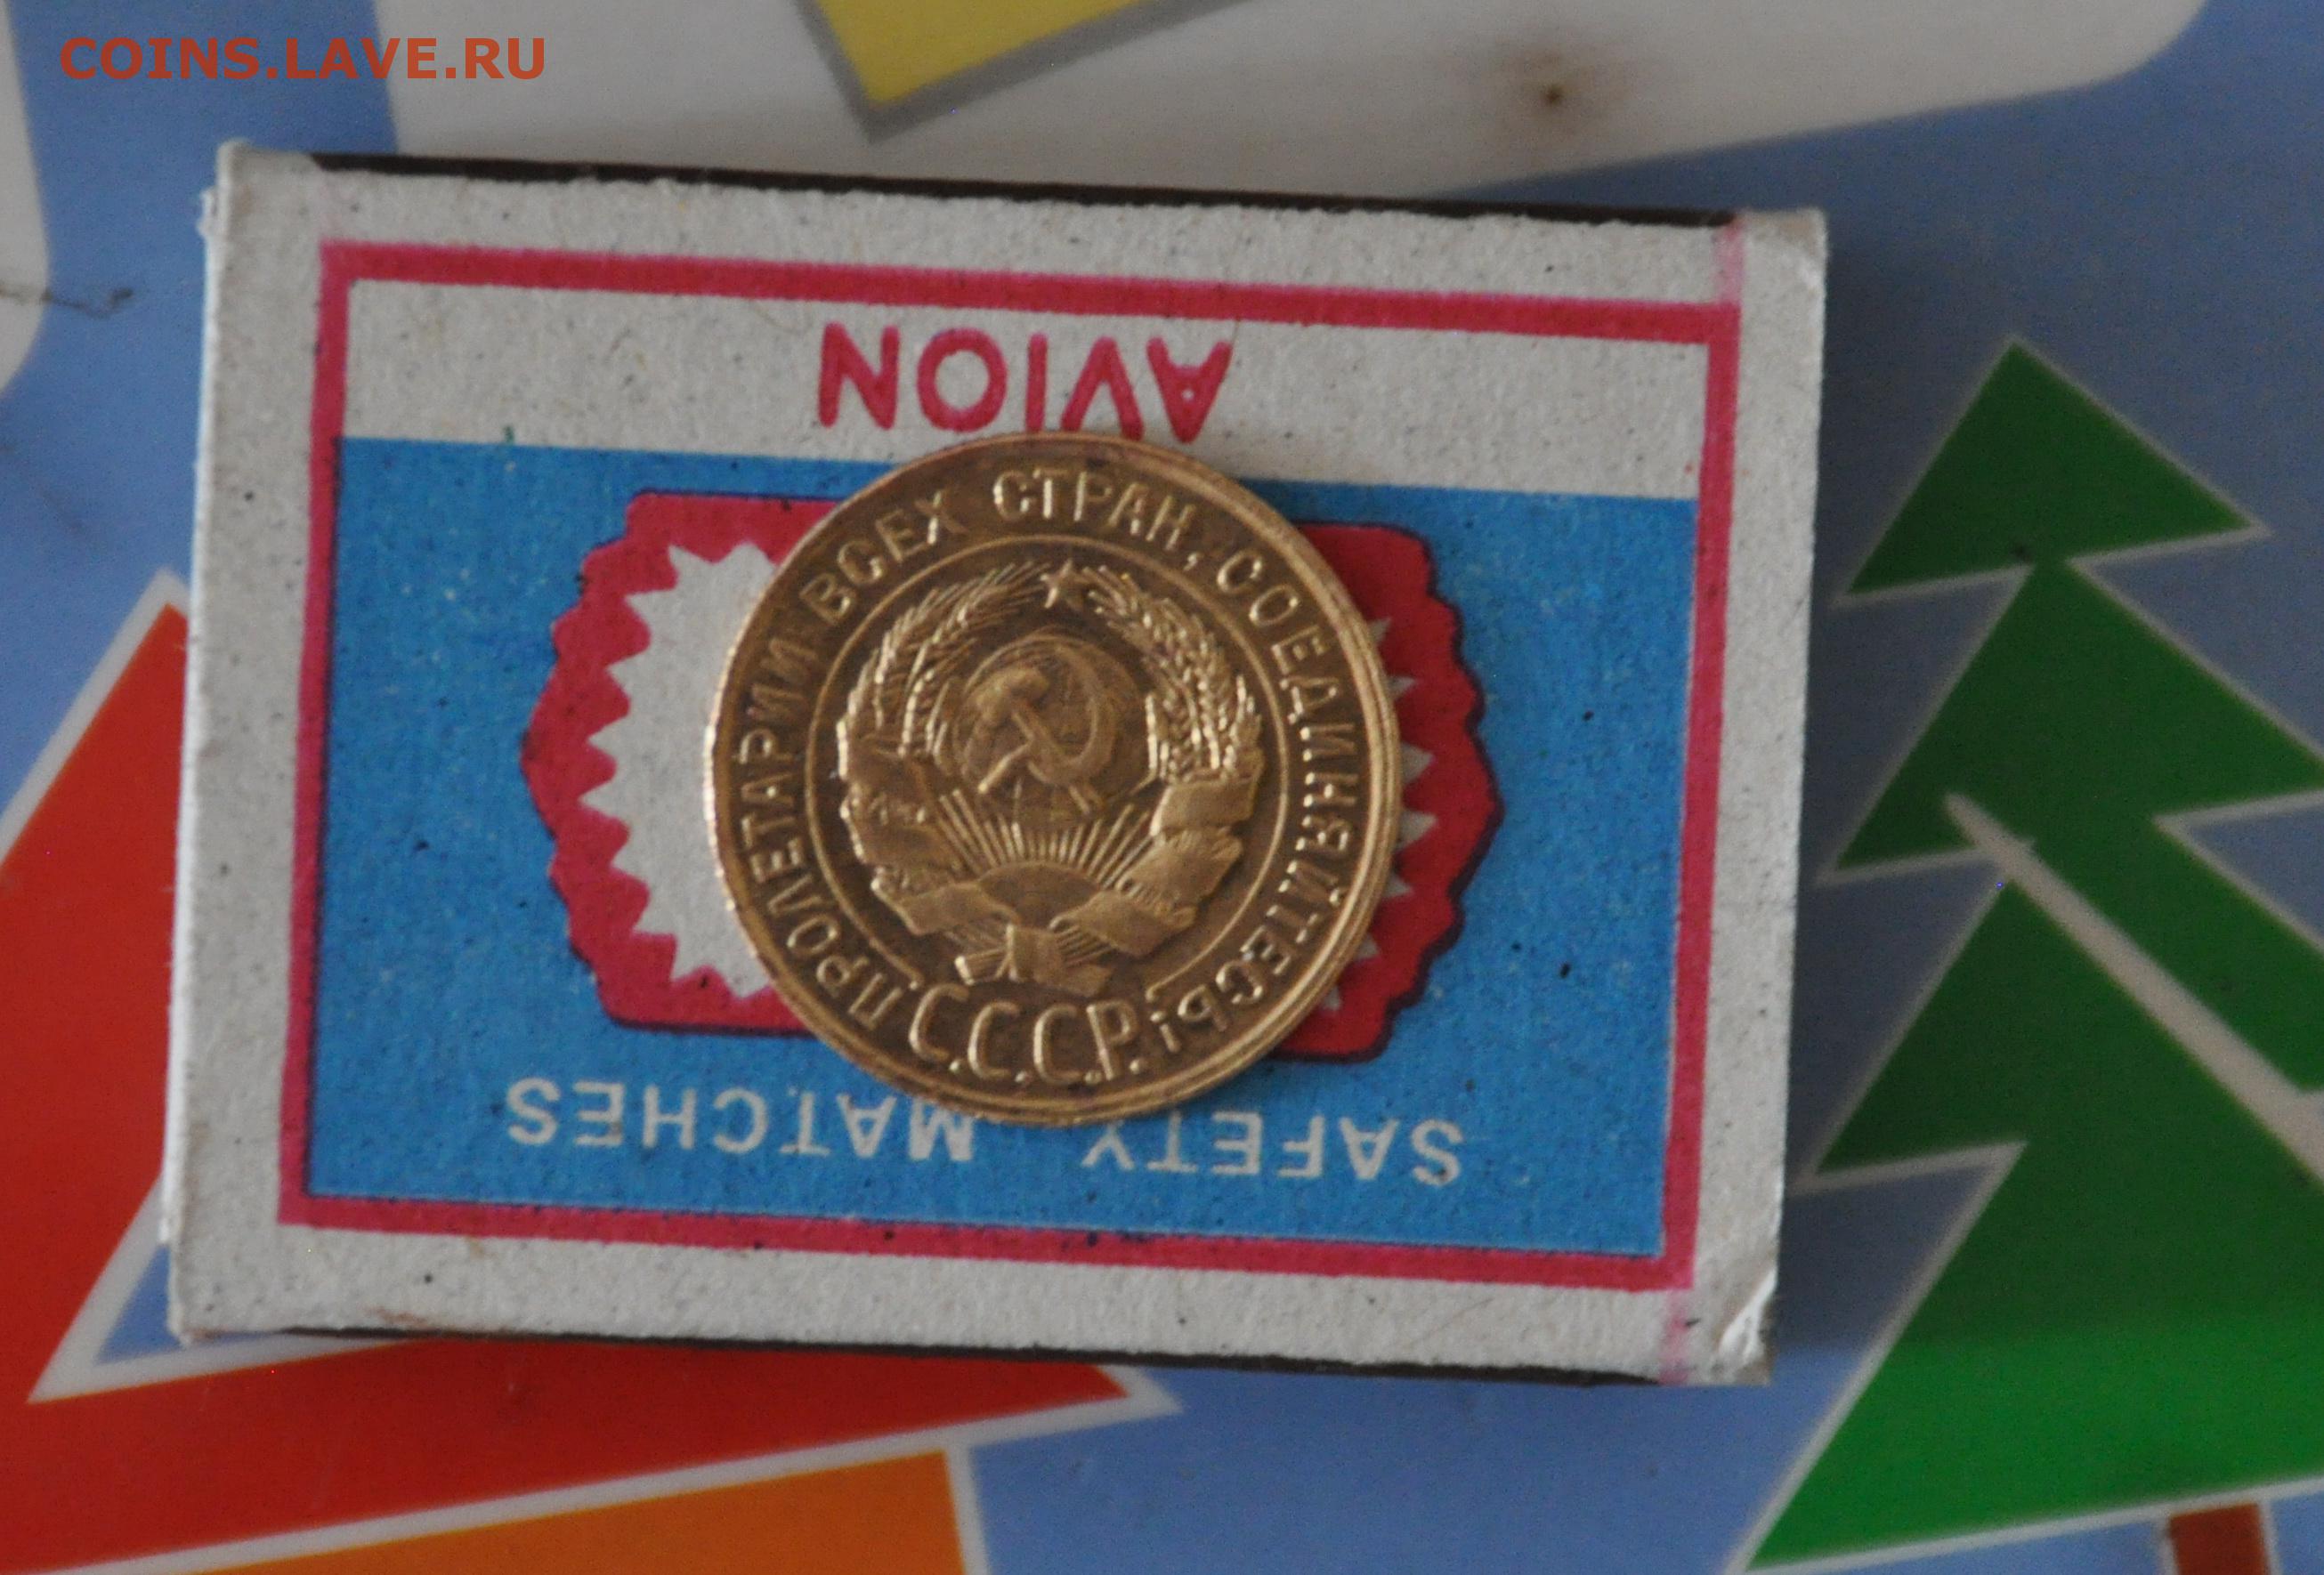 COINS.LAVE.RU
AVION
ПРОЛЕТАРИИ ВСЕХ СТРАН, СОЕДИНЯЙТЕСЬ!
С.С.С.Р.
SAFETY MATCHES